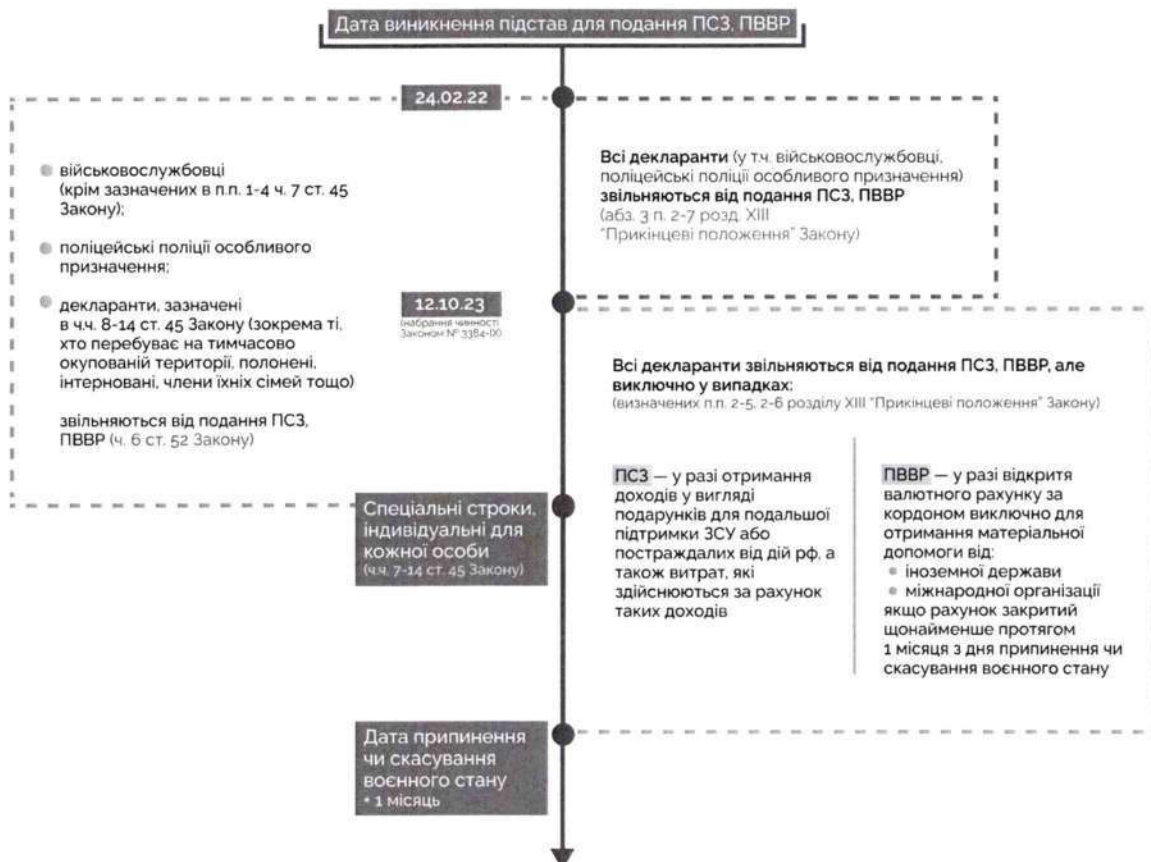 Дата виникнення підстав для подання ПСЗ, ПВВР
24.02.22
військовослужбовці
(крім зазначених в п.п. 1-4 ч. 7 ст. 45
Закону);
поліцейські поліції особливого
призначення;
декларанти, зазначені
в ч.ч. 8-14 ст. 45 Закону (зокрема ті,
хто перебуває на тимчасово
окупованій території, полонені,
інтерновані, члени їхніх сімей тощо)
звільняються від подання ПСЗ,
ПВВР (ч. 6 ст. 52 Закону)
Всі декларанти (у т.ч. військовослужбовці,
поліцейські поліції особливого призначення)
звільняються від подання ПСЗ, ПВВР
(абз. 3 п. 2-7 розд. XIII
"Прикінцеві положення" Закону)
12.10.23
(набрання чинності
Законом № 3384-IX)
Всі декларанти звільняються від подання ПСЗ, ПВВР, але
виключно у випадках:
(визначених п.п. 2-5, 2-6 розділу XIII "Прикінцеві положення" Закону)
ПСЗ — у разі отримання
доходів у вигляді
подарунків для подальшої
підтримки ЗСУ або
постраждалих від дій рф, а
також витрат, які
здійснюються за рахунок
таких доходів
ПВВР — у разі відкритя
валютного рахунку за
кордоном виключно для
отримання матеріальної
допомоги від:
іноземної держави
міжнародної організації
якщо рахунок закритий
щонайменше протягом
1 місяця з дня припинення чи
скасування воєнного стану
Спеціальні строки,
індивідуальні для
кожної особи
(ч.ч. 7-14 ст. 45 Закону)
Дата припинення
чи скасування
воєнного стану
+ 1 місяць